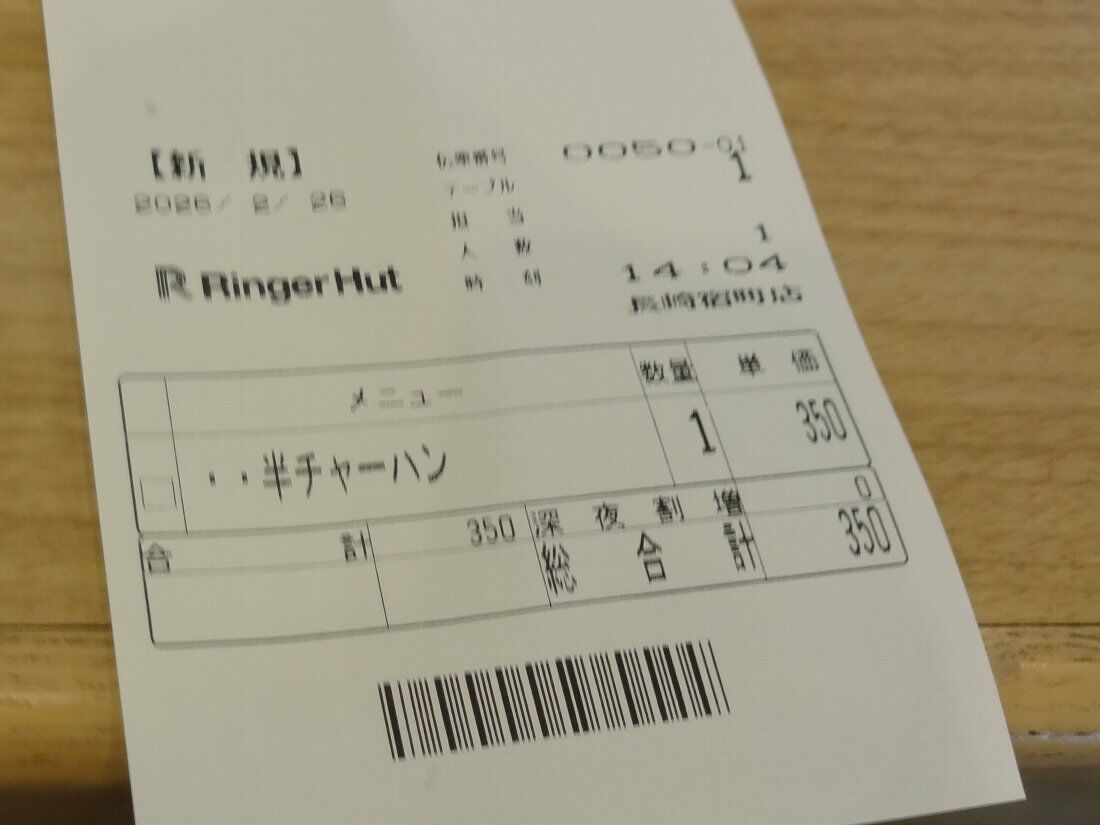 【新 規】
2026/ 2/ 26
RingerHut
伝票番号 0050-01
テーブル 1
担 当
人 数 1
時 刻 14:04
長崎宿町店
メニュー 数量 単 価
・・半チャーハン 1 350
合 計 350 深 夜 割 増 0
総 合 計 350